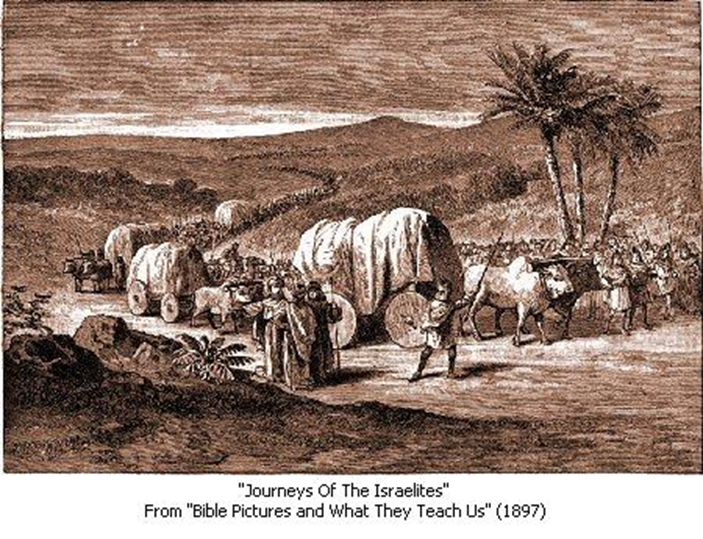 "Journeys Of The Israelites"
From "Bible Pictures and What They Teach Us" (1897)